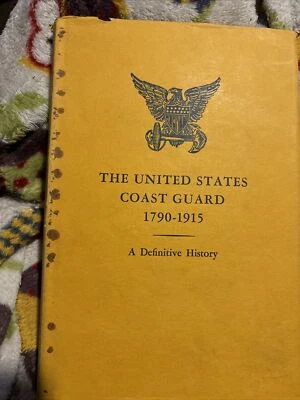 THE UNITED STATES
COAST GUARD
1790-1915
A Definitive History